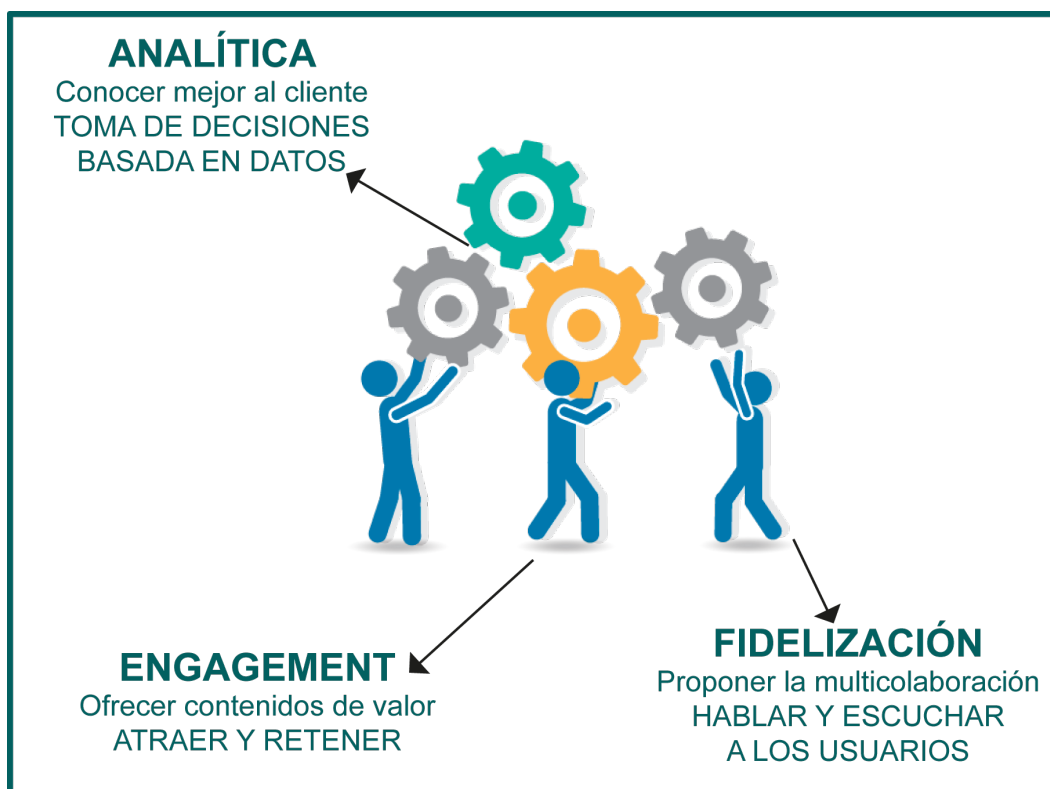 ANALÍTICA
Conocer mejor al cliente
TOMA DE DECISIONES
BASADA EN DATOS
ENGAGEMENT
Ofrecer contenidos de valor
ATRAER Y RETENER
FIDELIZACIÓN
Proponer la multicolaboración
HABLAR Y ESCUCHAR
A LOS USUARIOS